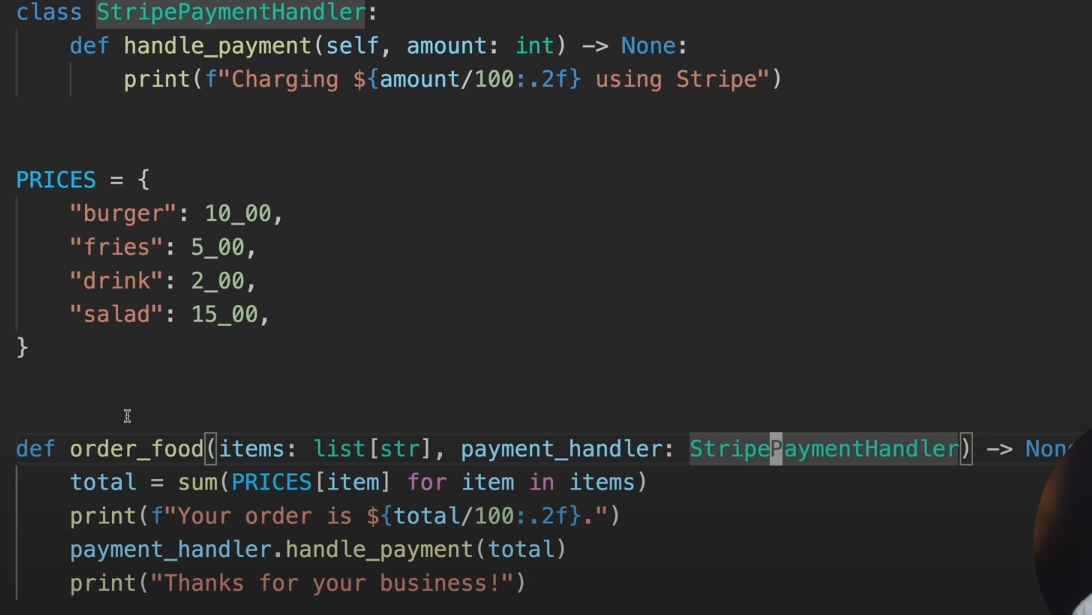 class StripePaymentHandler:
    def handle_payment(self, amount: int) -> None:
        print(f"Charging ${amount/100:.2f} using Stripe")
PRICES = {
    "burger": 10_00,
    "fries": 5_00,
    "drink": 2_00,
    "salad": 15_00,
}
def order_food(items: list[str], payment_handler: StripePaymentHandler) -> None
    total = sum(PRICES[item] for item in items)
    print(f"Your order is ${total/100:.2f}.")
    payment_handler.handle_payment(total)
    print("Thanks for your business!")